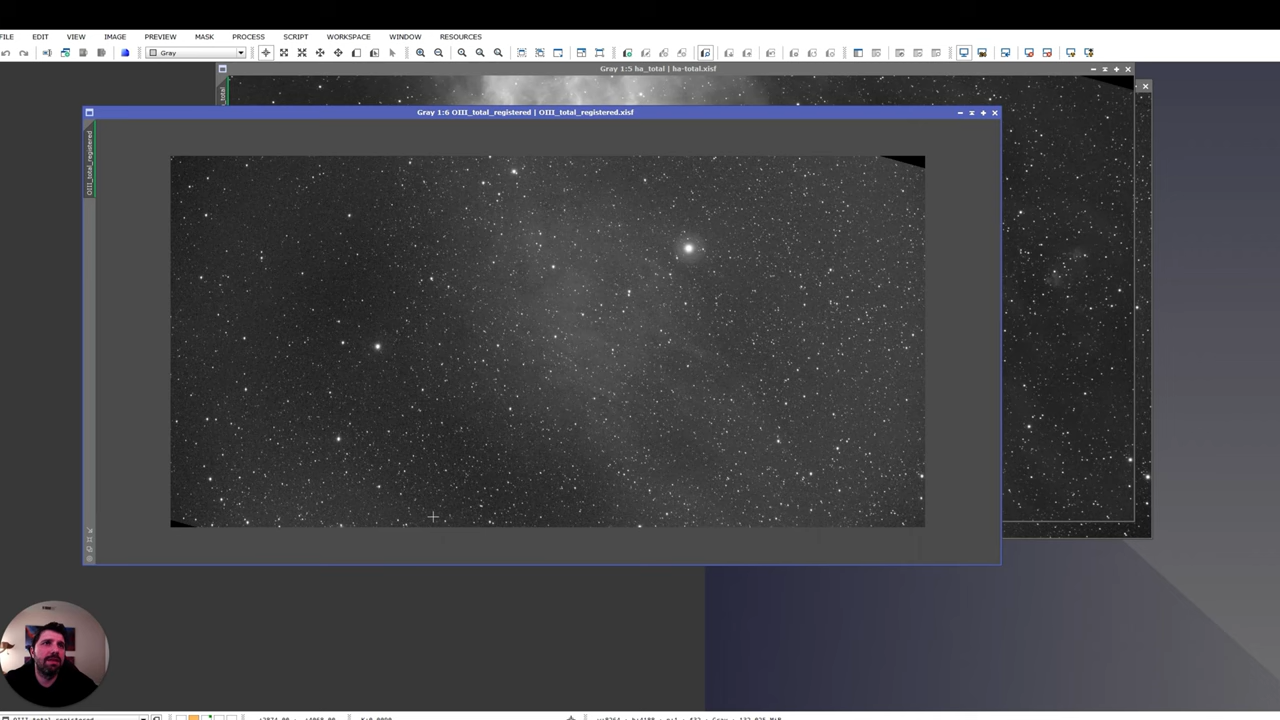 FILE EDIT VIEW IMAGE PREVIEW MASK PROCESS SCRIPT WORKSPACE WINDOW RESOURCES
Gray
Gray 1:5 ha_total | ha-total.xisf
Gray 1:6 OIII_total_registered | OIII_total_registered.xisf
OIII_total_registered